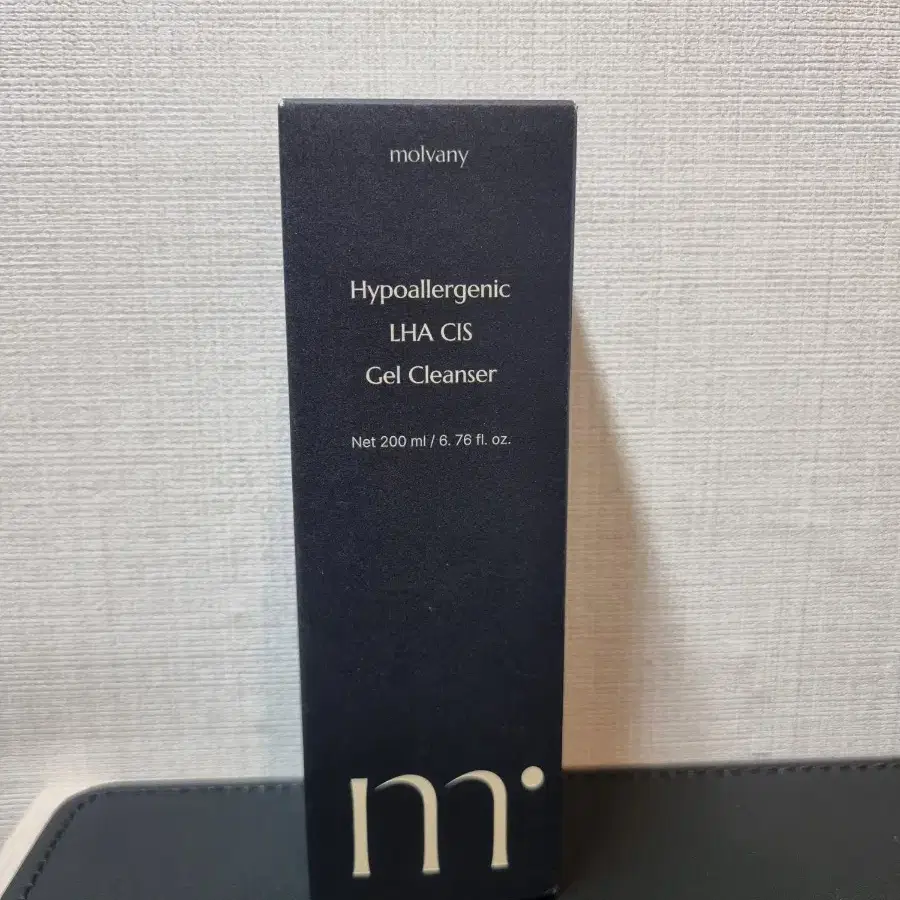 molvany
Hypoallergenic
LHA CIS
Gel Cleanser
Net 200 ml / 6. 76 fl. oz.
m